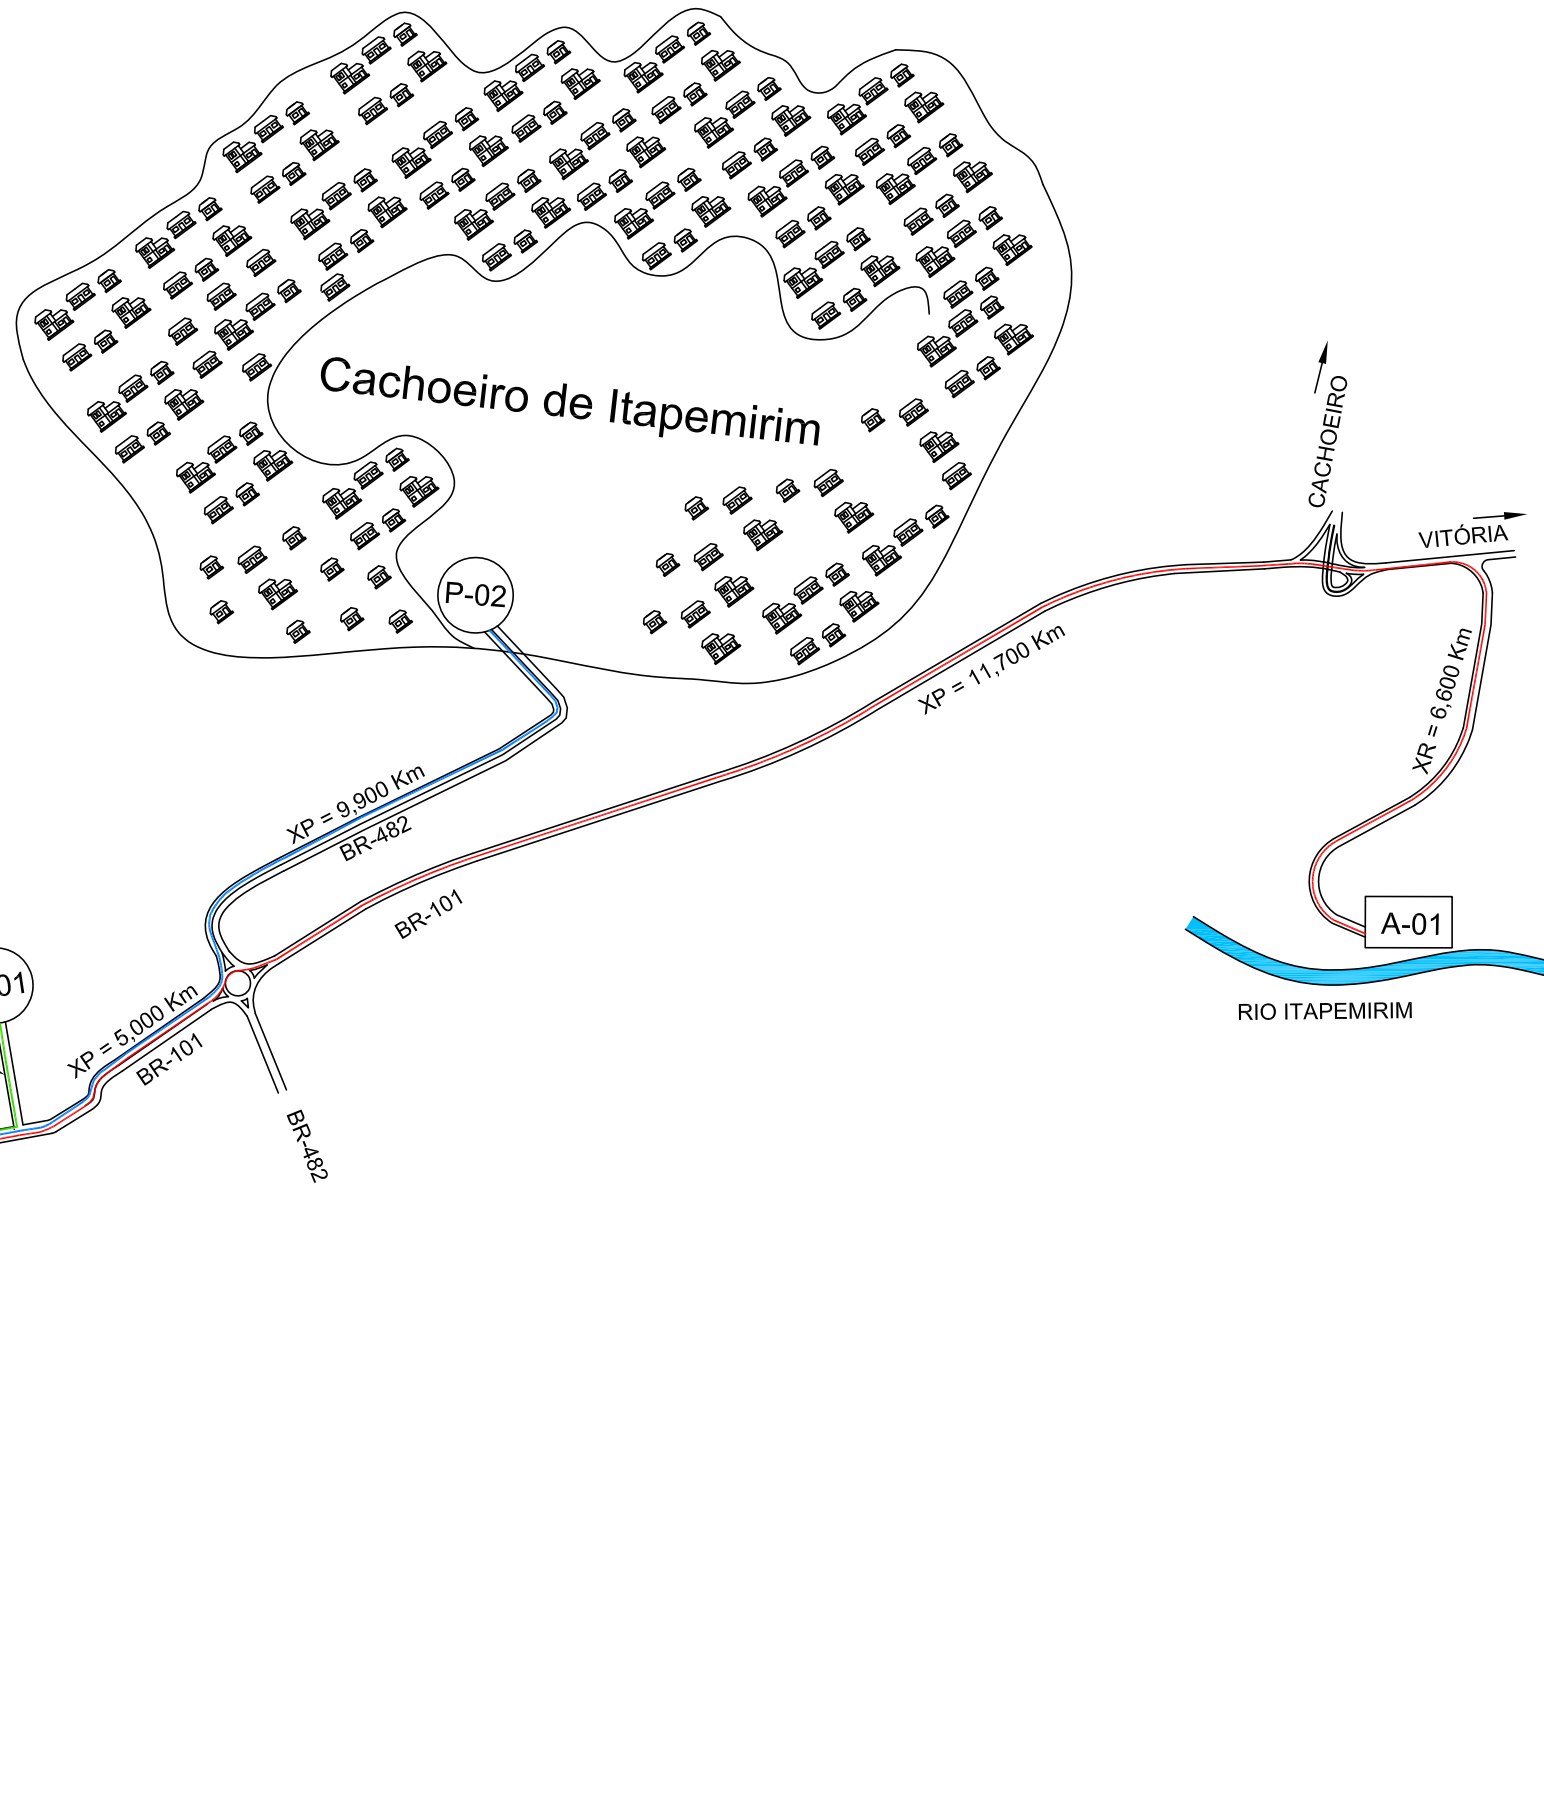 Cachoeiro de Itapemirim
CACHOEIRO
VITÓRIA
P-02
XP = 11,700 Km
XR = 6,600 Km
XP = 9,900 Km
BR-482
BR-101
A-01
01
XP = 5,000 Km
BR-101
RIO ITAPEMIRIM
BR-482